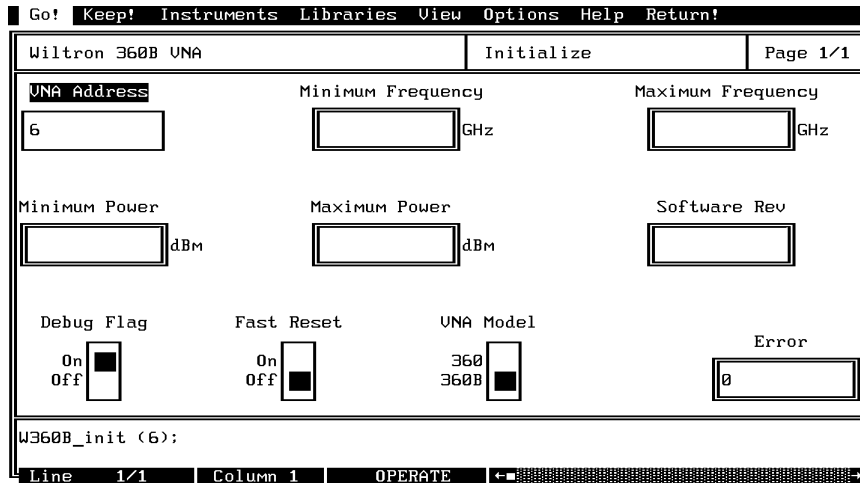 Go! Keep! Instruments Libraries View Options Help Return!
Wiltron 360B VNA Initialize Page 1/1
VNA Address Minimum Frequency Maximum Frequency
6 GHz GHz
Minimum Power Maximum Power Software Rev
dBm dBm
Debug Flag Fast Reset VNA Model
Error
On On 360
Off Off 360B 0
W360B_init (6);
Line 1/1 Column 1 OPERATE